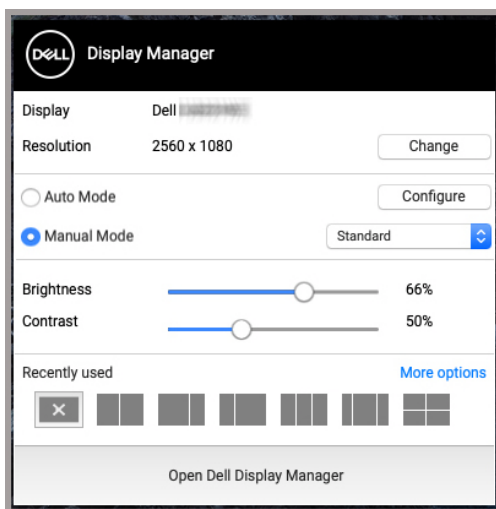 DELL Display Manager
Display Dell
Resolution 2560 x 1080 Change
Auto Mode Configure
Manual Mode Standard
Brightness 66%
Contrast 50%
Recently used More options
Open Dell Display Manager